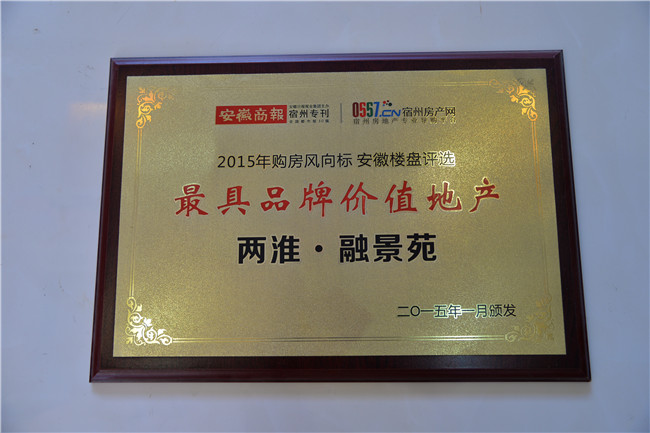 安徽商報 宿州专刊 0557.CN 宿州房产网
2015年购房风向标 安徽楼盘评选
最具品牌价值地产
两淮·融景苑
二〇一五年一月颁发